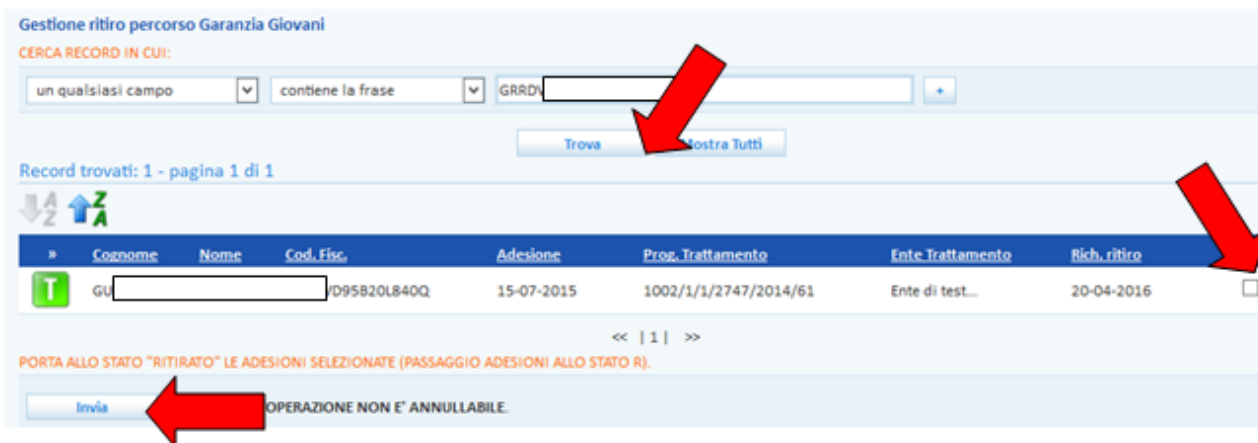 Gestione ritiro percorso Garanzia Giovani
CERCA RECORD IN CUI:
un qualsiasi campo contiene la frase GRRD +
Trova Mostra Tutti
Record trovati: 1 - pagina 1 di 1
A Z Z A
» Cognome Nome Cod. Fisc. Adesione Prog. Trattamento Ente Trattamento Rich. ritiro
T GU D95B20L840Q 15-07-2015 1002/1/1/2747/2014/61 Ente di test... 20-04-2016
<< | 1 | >>
PORTA ALLO STATO "RITIRATO" LE ADESIONI SELEZIONATE (PASSAGGIO ADESIONI ALLO STATO R).
Invia OPERAZIONE NON E' ANNULLABILE.